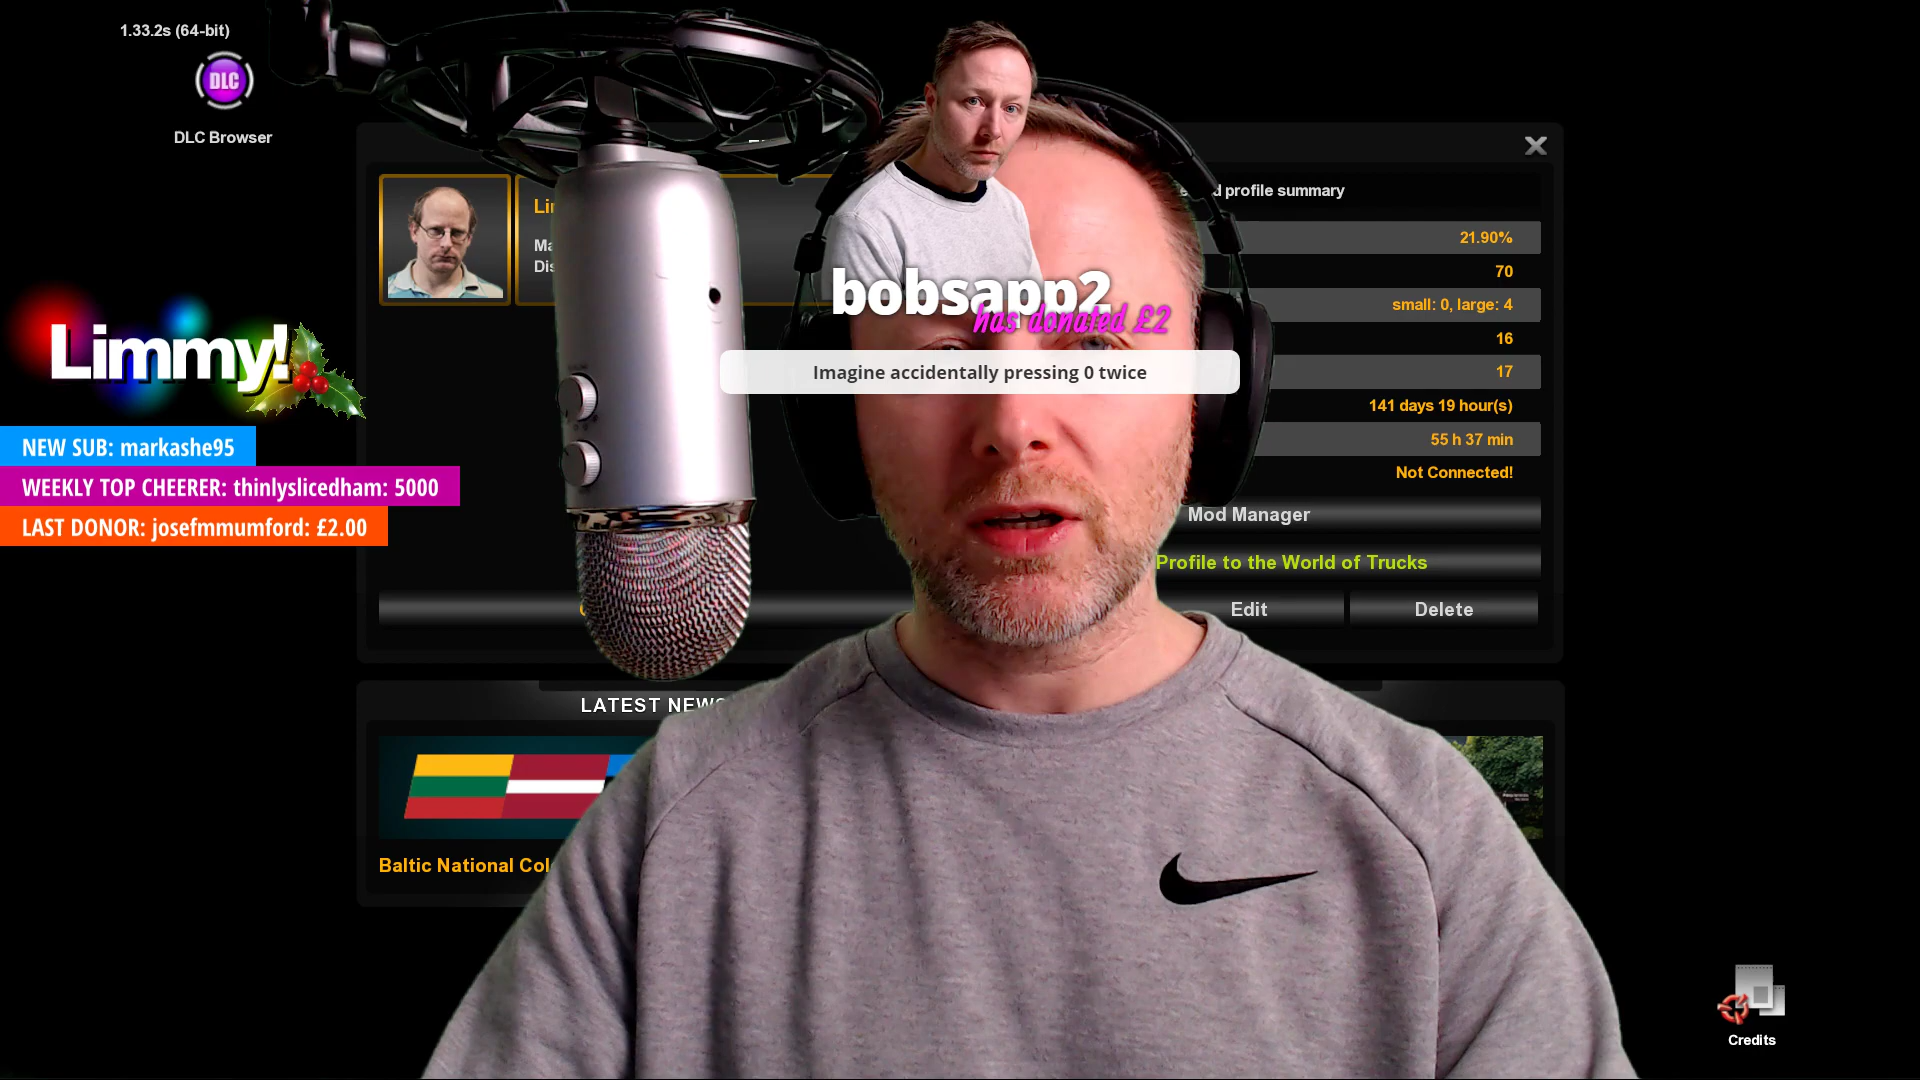 1.33.2s (64-bit)
DLC
DLC Browser
profile summary
21.90%
70
small: 0, large: 4
16
17
141 days 19 hour(s)
55 h 37 min
Not Connected!
Mod Manager
Profile to the World of Trucks
Edit
Delete
bobsapp2
has donated £2
Imagine accidentally pressing 0 twice
Limmy!
NEW SUB: markashe95
WEEKLY TOP CHEERER: thinlyslicedham: 5000
LAST DONOR: josefmmumford: £2.00
LATEST NEWS
Baltic National
Credits